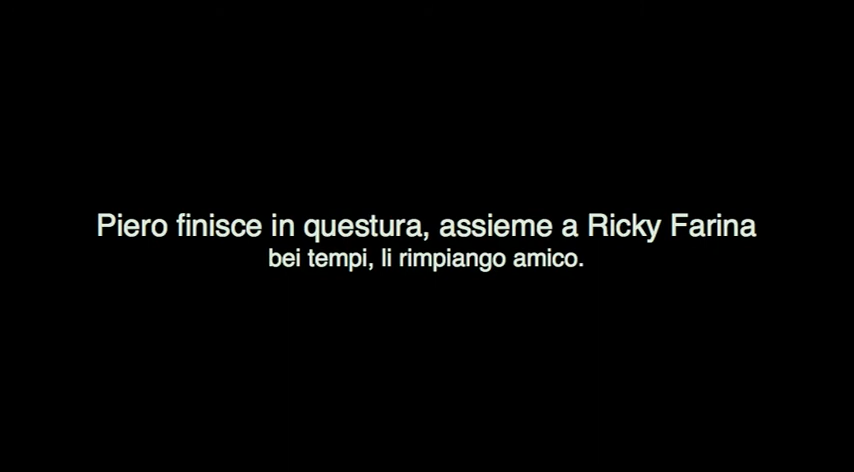 Piero finisce in questura, assieme a Ricky Farina
bei tempi, li rimpiango amico.